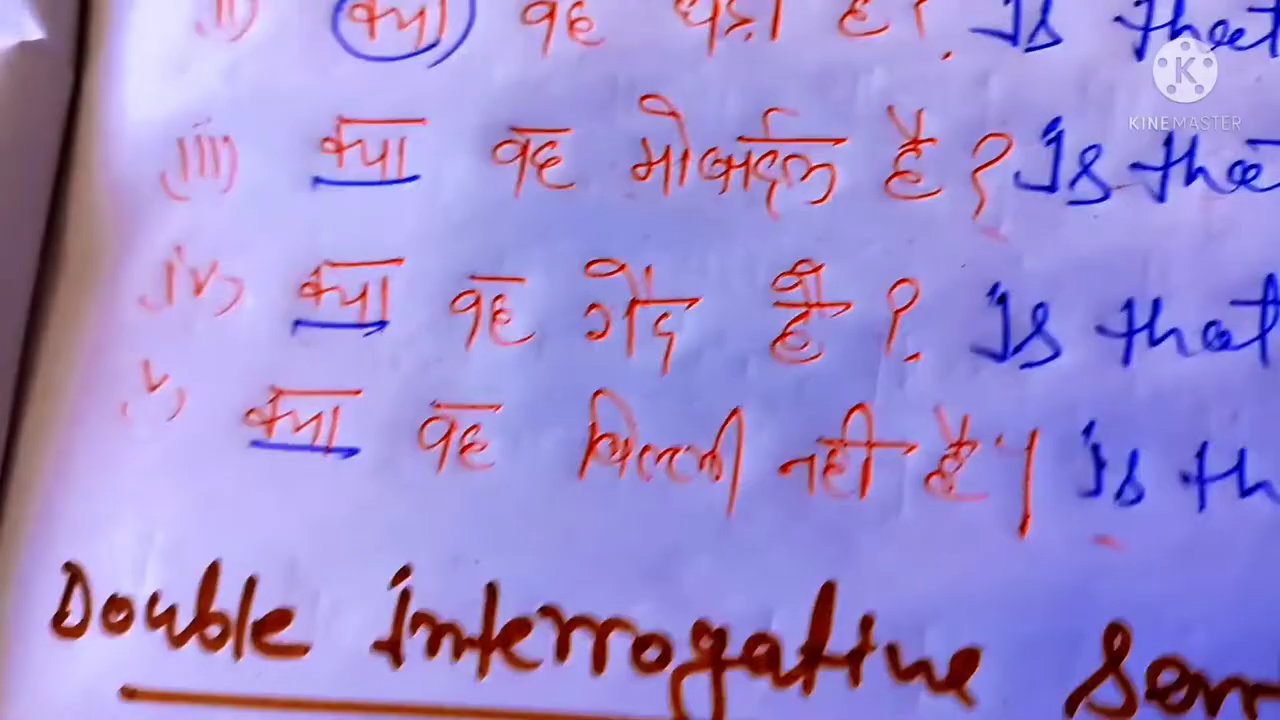 ii) क्या वह घड़ी है? Is that
iii) क्या वह मोबाईल है? Is that
iv) क्या वह गेंद है? Is that
v) क्या वह बिल्ली नहीं है। Is th
Double interrogative Sen
KINEMASTER